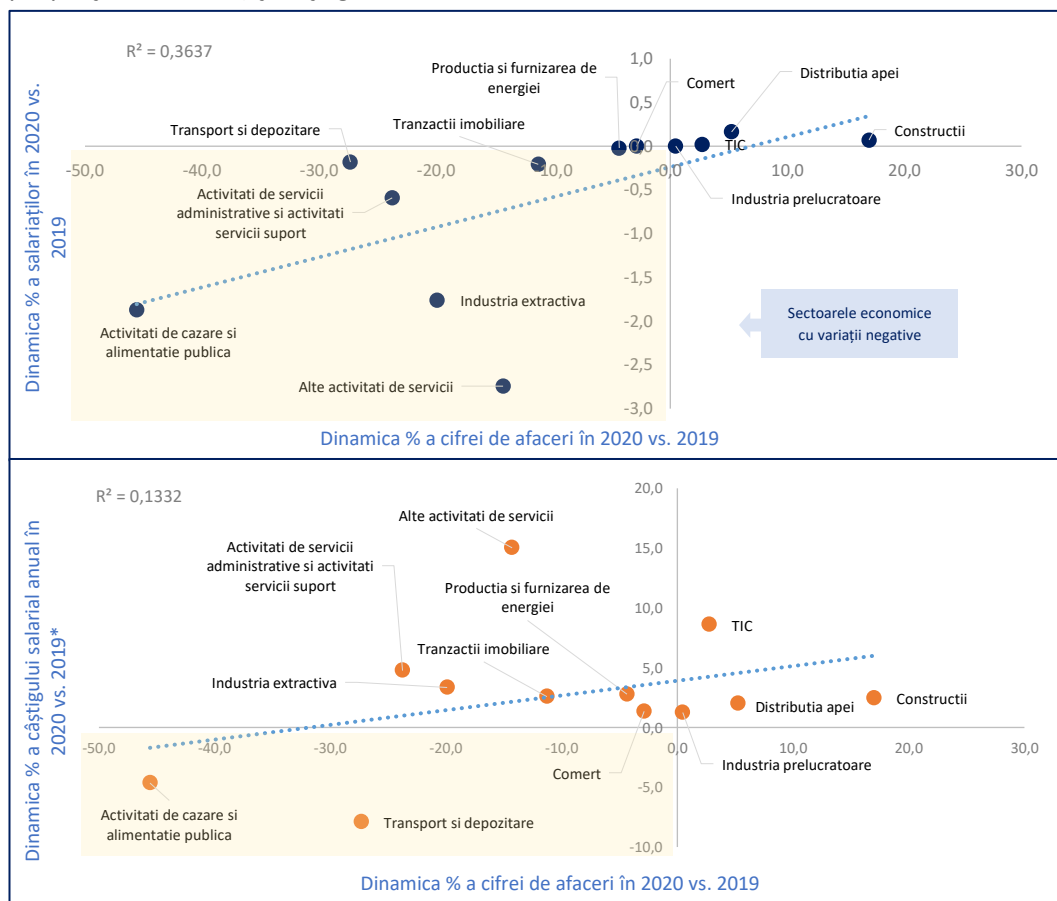 R² = 0,3637
Dinamica % a salariaților în 2020 vs.
2019
1,0
0,5
0,0
-0,5
-1,0
-1,5
-2,0
-2,5
-3,0
-50,0
-40,0
-30,0
-20,0
-10,0
0,0
10,0
20,0
30,0
Productia si furnizarea de
energiei
Comert
Distributia apei
Transport si depozitare
Tranzactii imobiliare
TIC
Constructii
Activitati de servicii
administrative si activitati
servicii suport
Industria prelucratoare
Industria extractiva
Activitati de cazare si
alimentatie publica
Alte activitati de servicii
Sectoarele economice
cu variații negative
Dinamica % a cifrei de afaceri în 2020 vs. 2019
R² = 0,1332
Dinamica % a câștigului salarial anual în
2020 vs. 2019*
20,0
15,0
10,0
5,0
0,0
-5,0
-10,0
-50,0
-40,0
-30,0
-20,0
-10,0
0,0
10,0
20,0
30,0
Alte activitati de servicii
Activitati de servicii
administrative si activitati
servicii suport
Productia si furnizarea de
energiei
TIC
Tranzactii imobiliare
Industria extractiva
Distributia apei
Constructii
Comert
Industria prelucratoare
Activitati de cazare si
alimentatie publica
Transport si depozitare
Dinamica % a cifrei de afaceri în 2020 vs. 2019